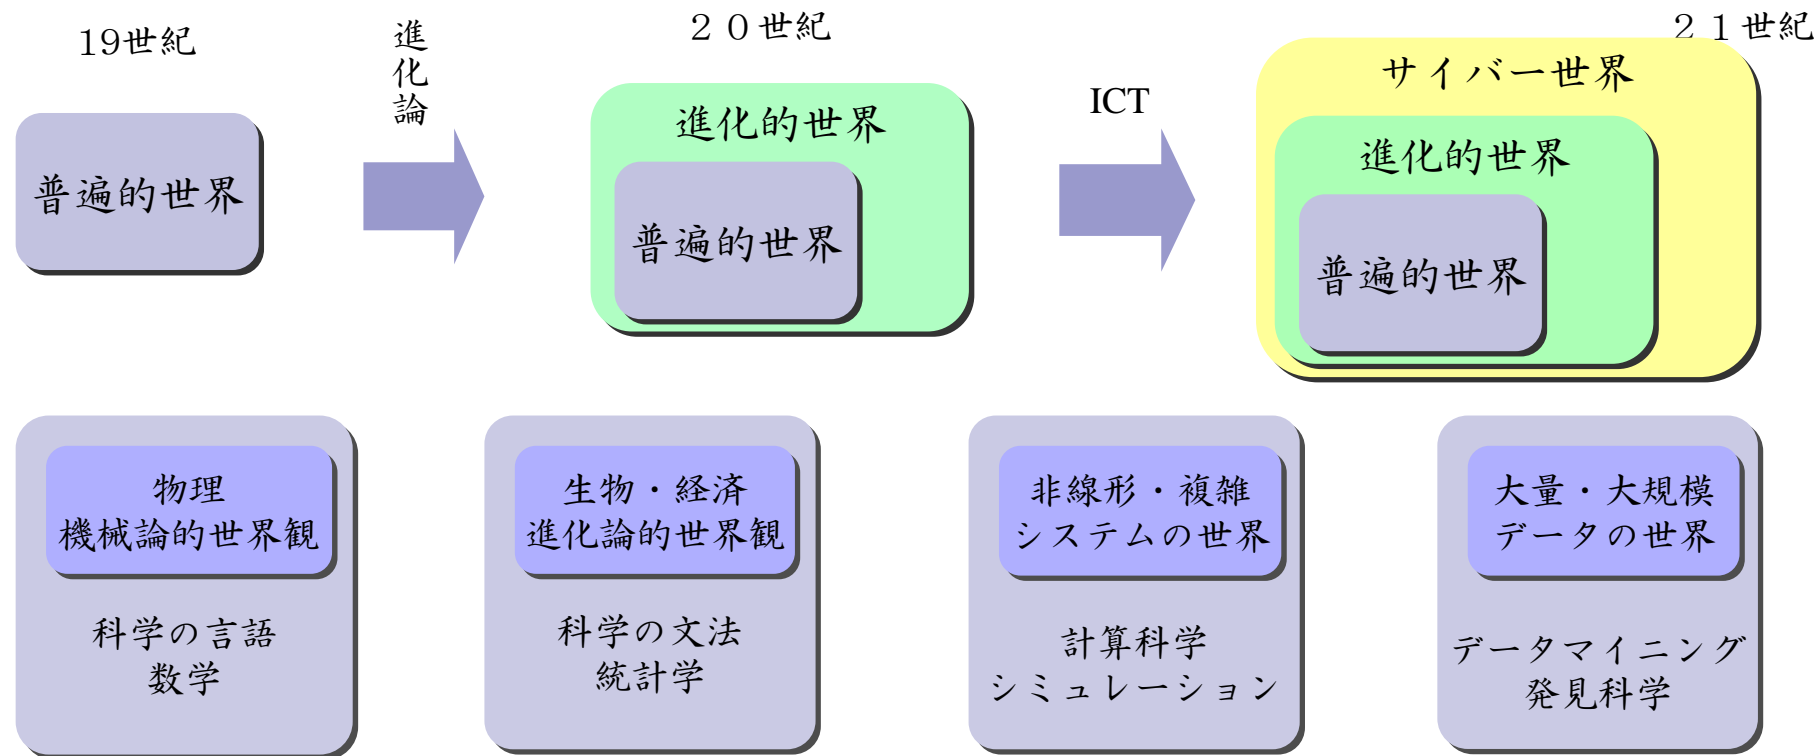 19世紀
進化論
２０世紀
ICT
２１世紀
普遍的世界
進化的世界
普遍的世界
サイバー世界
進化的世界
普遍的世界
物理
機械論的世界観
科学の言語
数学
生物・経済
進化論的世界観
科学の文法
統計学
非線形・複雑
システムの世界
計算科学
シミュレーション
大量・大規模
データの世界
データマイニング
発見科学